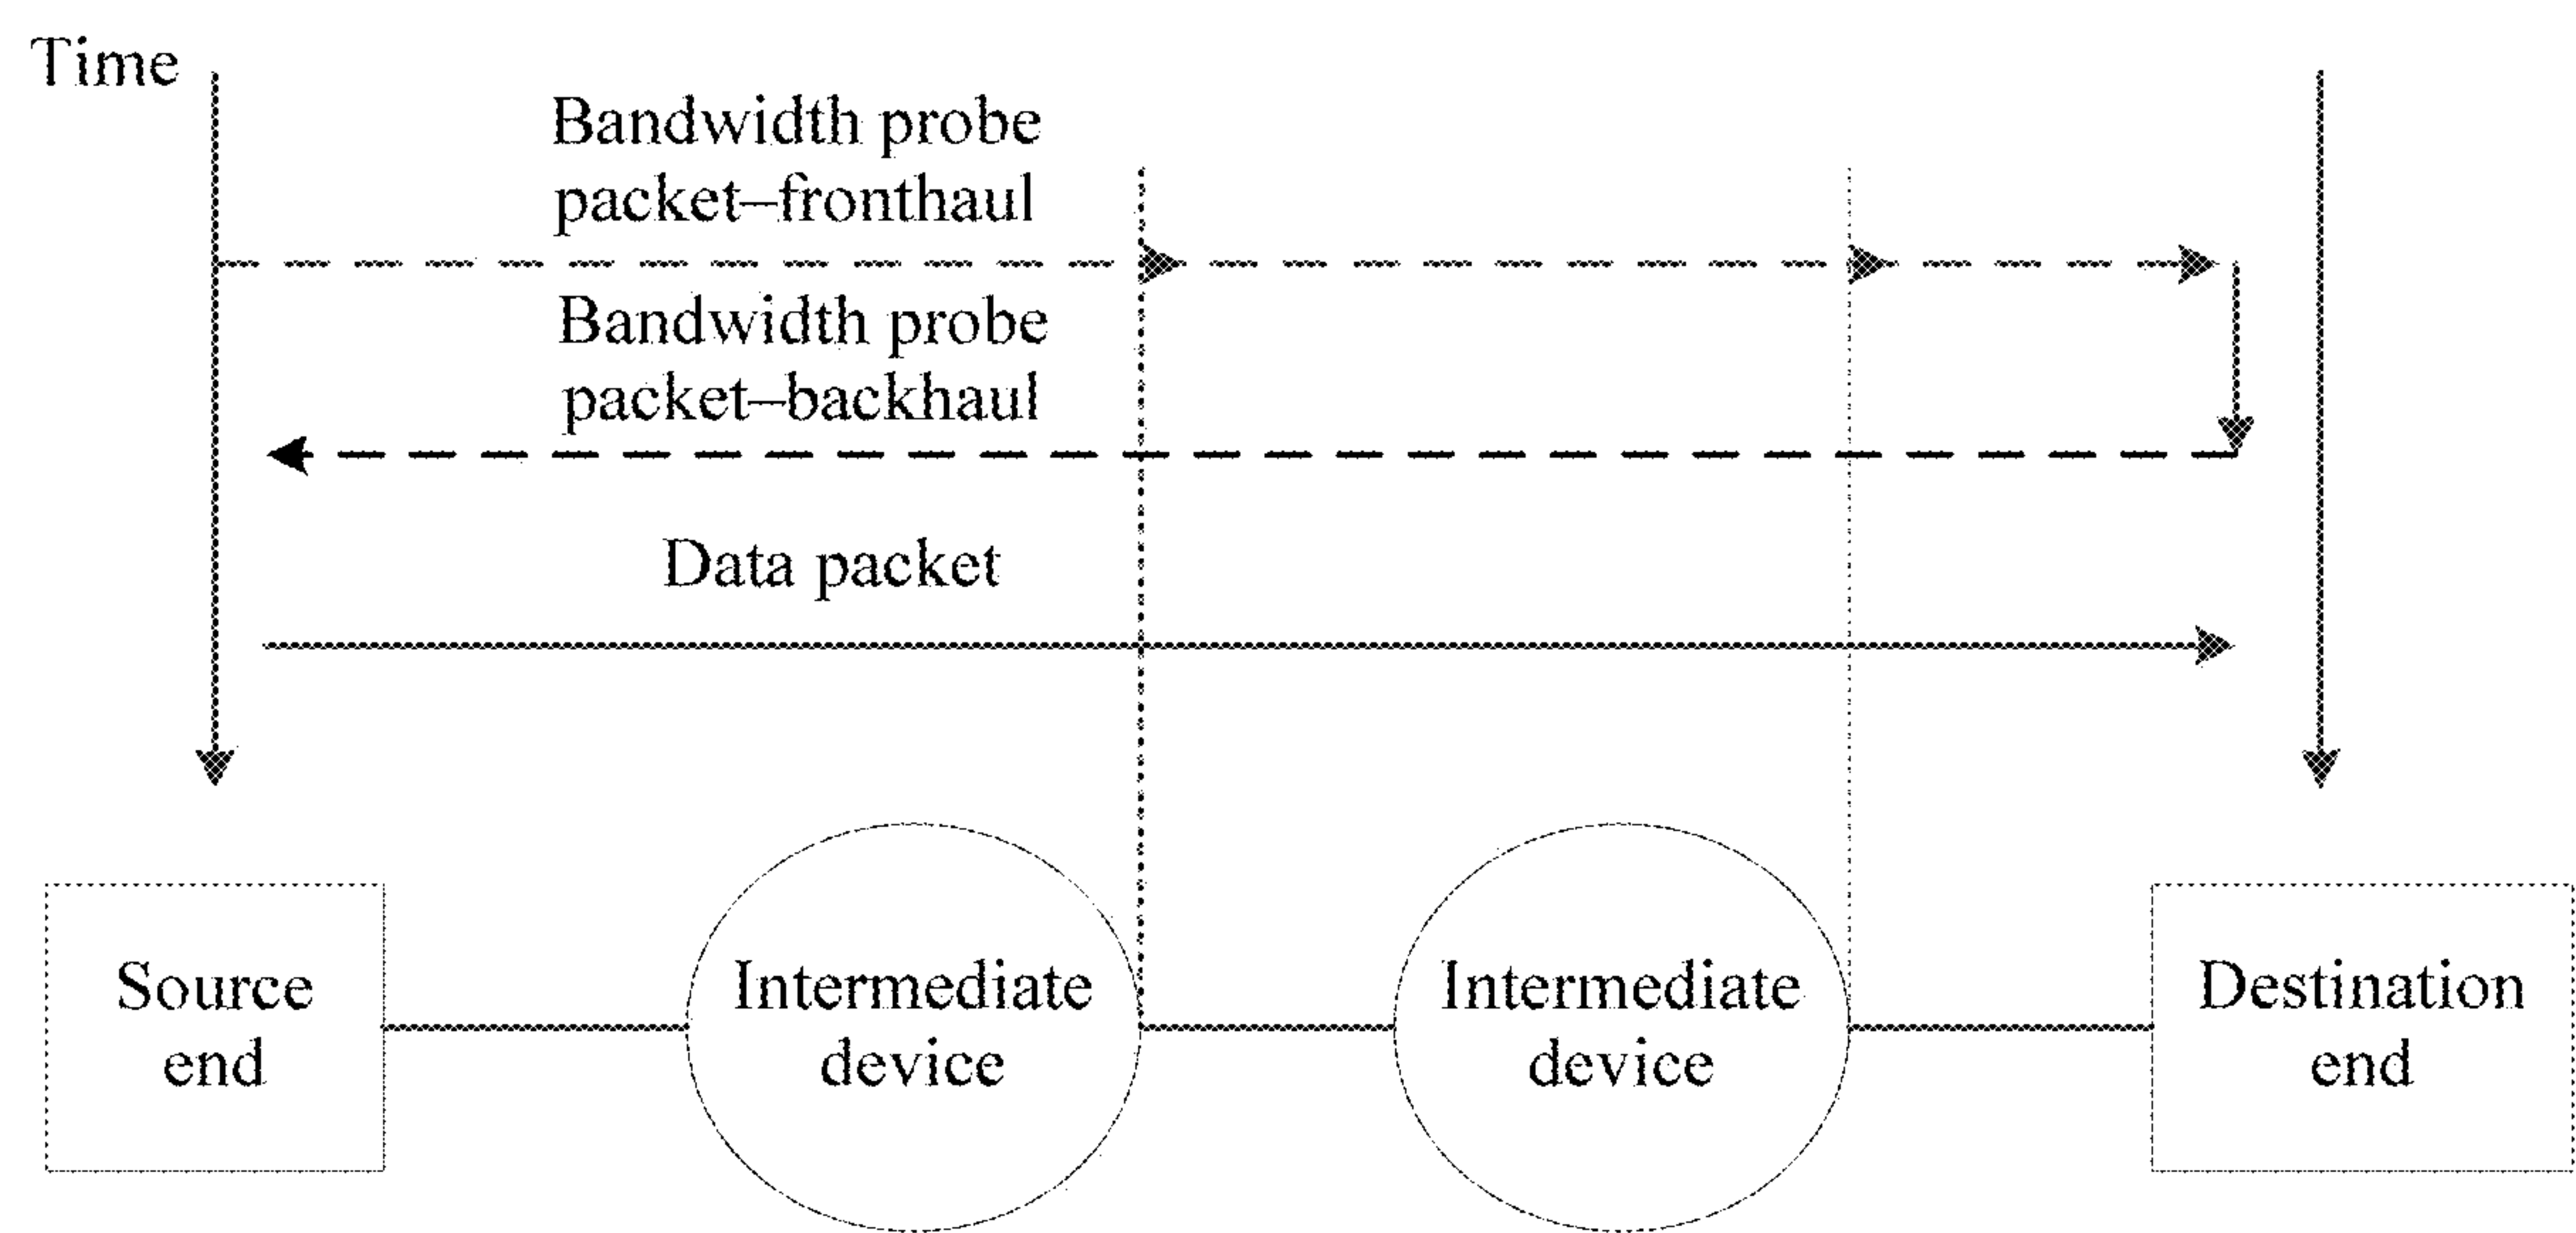 Time
Bandwidth probe
packet–fronthaul
Bandwidth probe
packet–backhaul
Data packet
Source
end
Intermediate
device
Intermediate
device
Destination
end